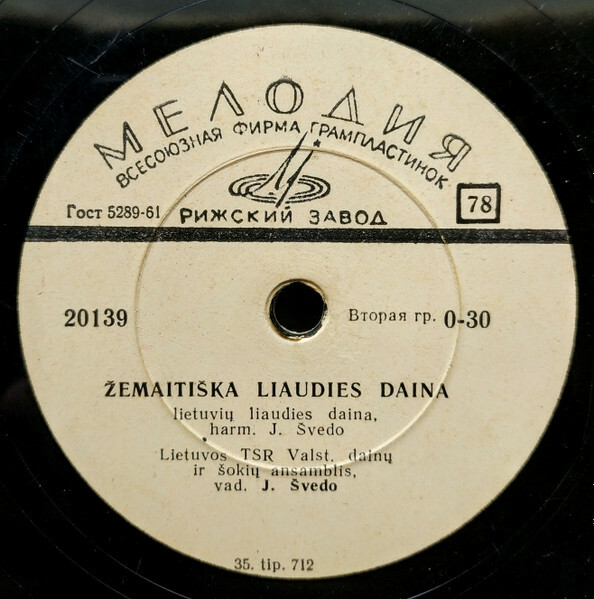 МЕЛОДИЯ
ВСЕСОЮЗНАЯ ФИРМА ГРАМПЛАСТИНОК
Гост 5289-61
РИЖСКИЙ ЗАВОД
78
20139
Вторая гр. 0-30
ŽEMAITIŠKA LIAUDIES DAINA
lietuvių liaudies daina,
harm. J. Švedo
Lietuvos TSR Valst. dainų
ir šokių ansamblis,
vad. J. Švedo
35. tip. 712